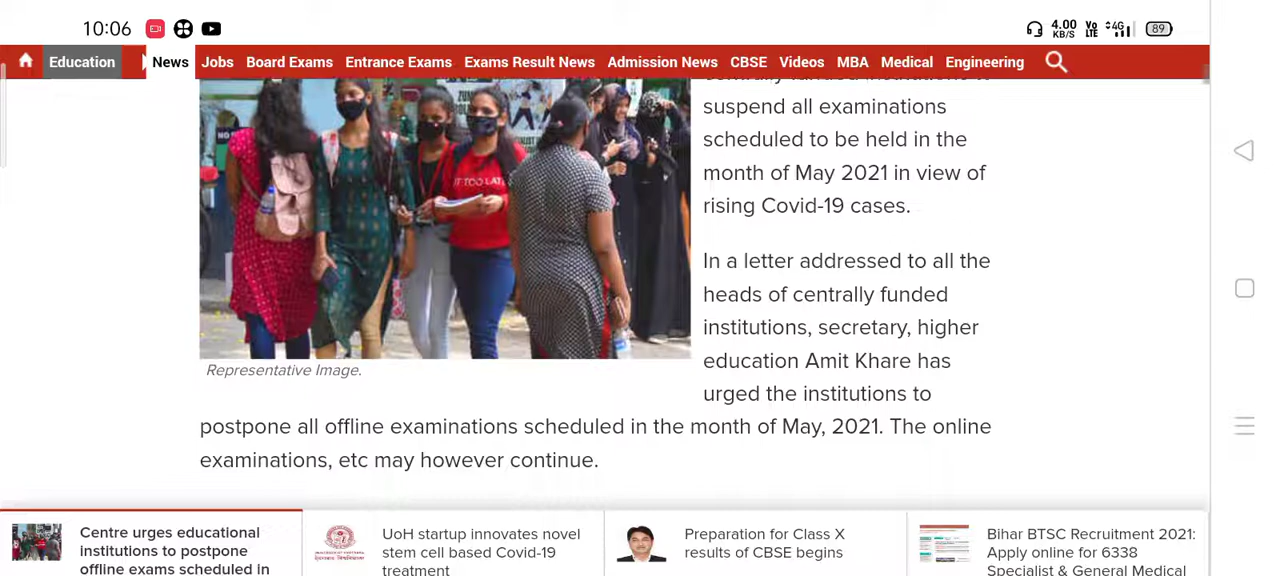 10:06
4.00
KB/S
Vo
LTE
4G
89
Education
News
Jobs
Board Exams
Entrance Exams
Exams Result News
Admission News
CBSE
Videos
MBA
Medical
Engineering
suspend all examinations
scheduled to be held in the
month of May 2021 in view of
rising Covid-19 cases.
In a letter addressed to all the
heads of centrally funded
institutions, secretary, higher
education Amit Khare has
urged the institutions to
Representative Image.
postpone all offline examinations scheduled in the month of May, 2021. The online
examinations, etc may however continue.
Centre urges educational
institutions to postpone
offline exams scheduled in
UoH startup innovates novel
stem cell based Covid-19
treatment
Preparation for Class X
results of CBSE begins
Bihar BTSC Recruitment 2021:
Apply online for 6338
Specialist & General Medical